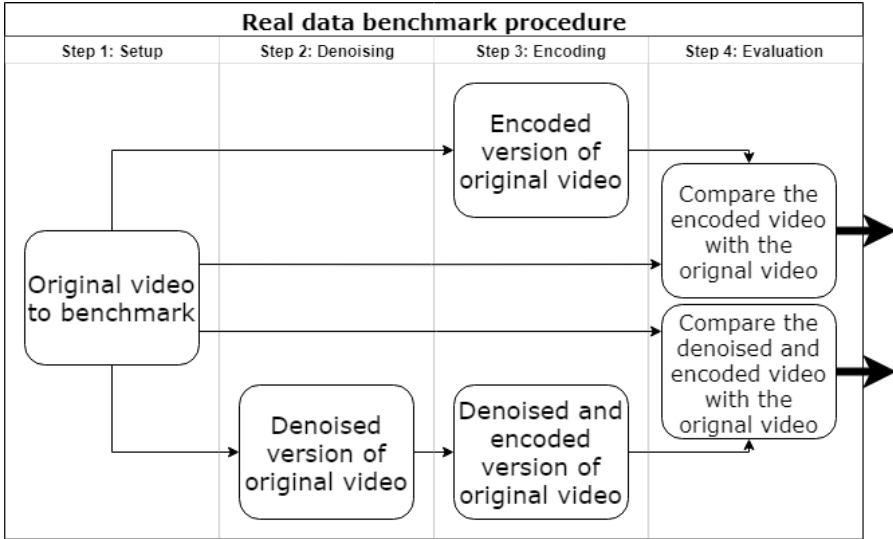 Real data benchmark procedure
Step 1: Setup
Step 2: Denoising
Step 3: Encoding
Step 4: Evaluation
Original video
to benchmark
Encoded
version of
original video
Compare the
encoded video
with the
orignal video
Compare the
denoised and
encoded video
with the
orignal video
Denoised
version of
original video
Denoised and
encoded
version of
original video